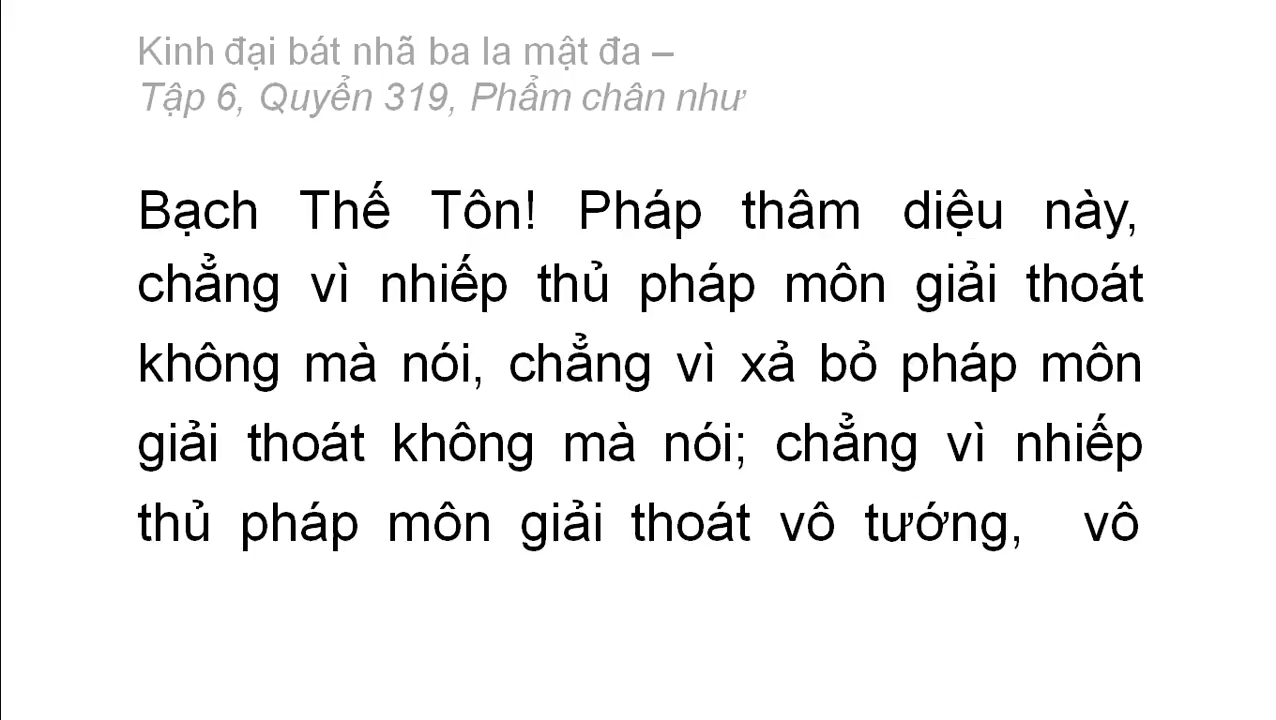 Kinh đại bát nhã ba la mật đa –
Tập 6, Quyển 319, Phẩm chân như
Bạch Thế Tôn! Pháp thâm diệu này,
chẳng vì nhiếp thủ pháp môn giải thoát
không mà nói, chẳng vì xả bỏ pháp môn
giải thoát không mà nói; chẳng vì nhiếp
thủ pháp môn giải thoát vô tướng, vô